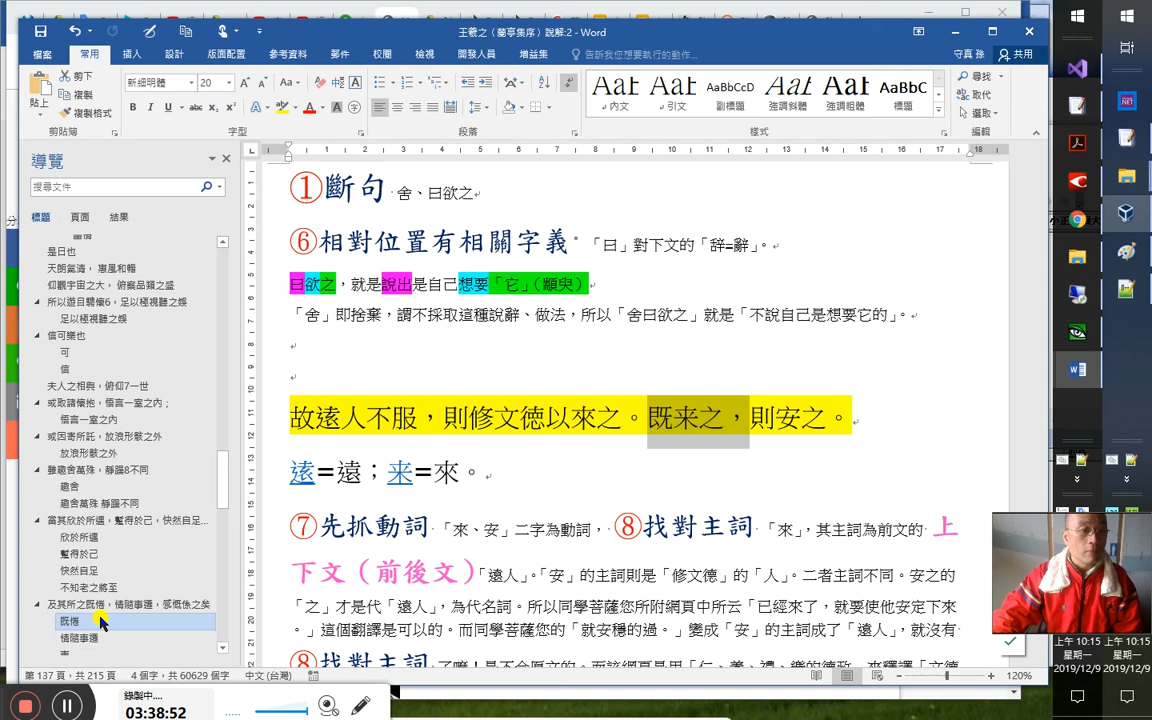 王羲之〈蘭亭集序〉說解:2 - Word
檔案 常用 插入 設計 版面配置 參考資料 郵件 校閱 檢視 開發人員 增益集 告訴我您想要執行的動作... 守真 孫 共用
剪下
複製
複製格式
貼上
新細明體 20
內文 引文 副標題 強調斜體 強調粗體 標題
尋找
取代
選取
剪貼簿 字型 段落 樣式 編輯
導覽
搜尋文件
標題 頁面 結果
是日也
天朗氣清，惠風和暢
仰觀宇宙之大，俯察品類之盛
所以遊目騁懷6，足以極視聽之娛
足以極視聽之娛
信可樂也
可
信
夫人之相與，俯仰7一世
或取諸懷抱，悟言一室之內；
悟言一室之內
或因寄所託，放浪形骸之外
放浪形骸之外
雖趣舍萬殊，靜躁8不同
趣舍
趣舍萬殊 靜躁不同
當其欣於所遇，蹔得於己，快然自足...
欣於所遇
蹔得於己
快然自足
不知老之將至
及其所之既惓，情隨事遷，感慨係之矣
既惓
情隨事遷
①斷句 舍、曰欲之
⑥相對位置有相關字義。「曰」對下文的「辞=辭」。
曰欲之，就是說出是自己想要「它」（顓臾）
「舍」即捨棄，謂不採取這種說辭、做法，所以「舍曰欲之」就是「不說自己是想要它的」。
故逺人不服，則修文德以來之。既来之，則安之。
逺=遠；来=來。
⑦先抓動詞「來、安」二字為動詞，⑧找對主詞「來」，其主詞為前文的 上
下文（前後文）「遠人」。「安」的主詞則是「修文德」的「人」。二者主詞不同。安之的
「之」才是代「遠人」，為代名詞。所以同學菩薩您所附網頁中所云「已經來了，就要使他安定下來
。」這個翻譯是可以的。而同學菩薩您的「就安穩的過。」變成「安」的主詞成了「遠人」，就沒有
第 137 頁，共 215 頁 4 個字，共 60629 個字 中文 (台灣) 120%
錄製中....
03:38:52
上午 10:15 上午 10:15
星期一 星期一
2019/12/9 2019/12/9